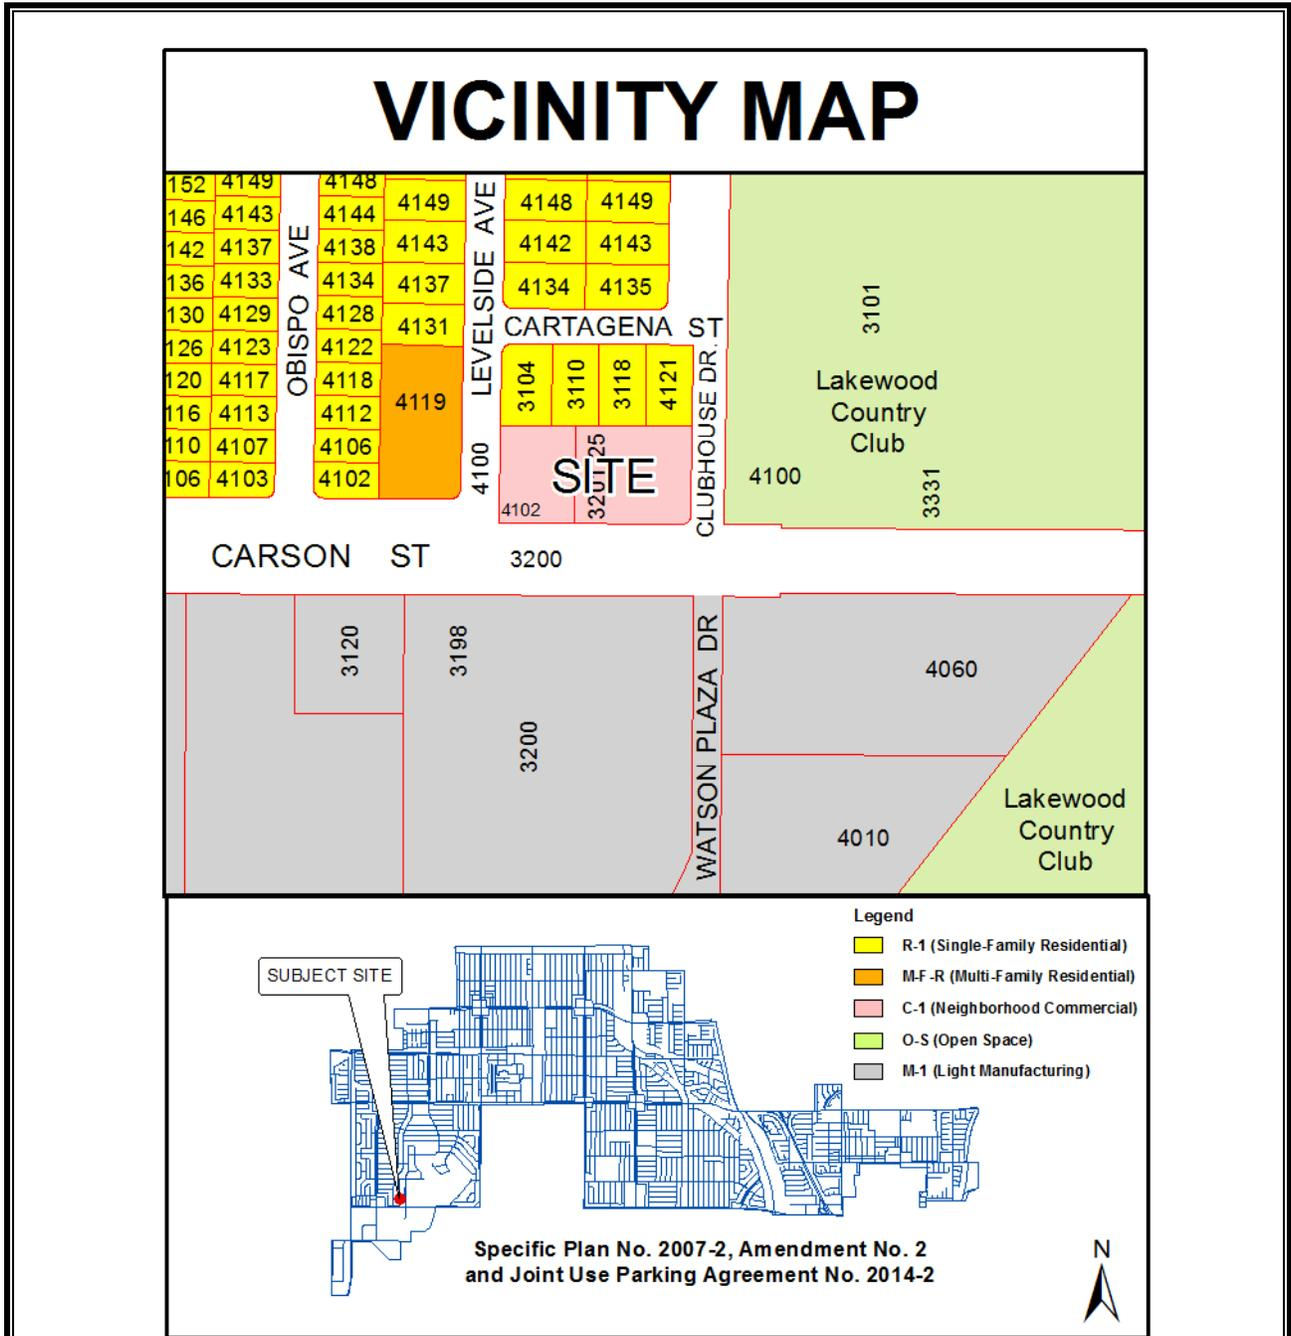 VICINITY MAP
152 4149 4148 4149 4148 4149
146 4143 4144 4143 4142 4143
142 4137 4138 4137 4134 4135
136 4133 4134 4131
130 4129 4128
126 4123 4122
120 4117 4118
116 4113 4112
110 4107 4106
106 4103 4102
OBISPO AVE
LEVELSIDE AVE
4100
CARTAGENA ST
3104 3110 3118 4121
4119
SITE
4102
CLUBHOUSE DR.
3101
Lakewood
Country
Club
4100
3331
CARSON ST 3200
3120
3198
3200
WATSON PLAZA DR
4060
4010
Lakewood
Country
Club
SUBJECT SITE
Legend
R-1 (Single-Family Residential)
M-F-R (Multi-Family Residential)
C-1 (Neighborhood Commercial)
O-S (Open Space)
M-1 (Light Manufacturing)
Specific Plan No. 2007-2, Amendment No. 2
and Joint Use Parking Agreement No. 2014-2
N